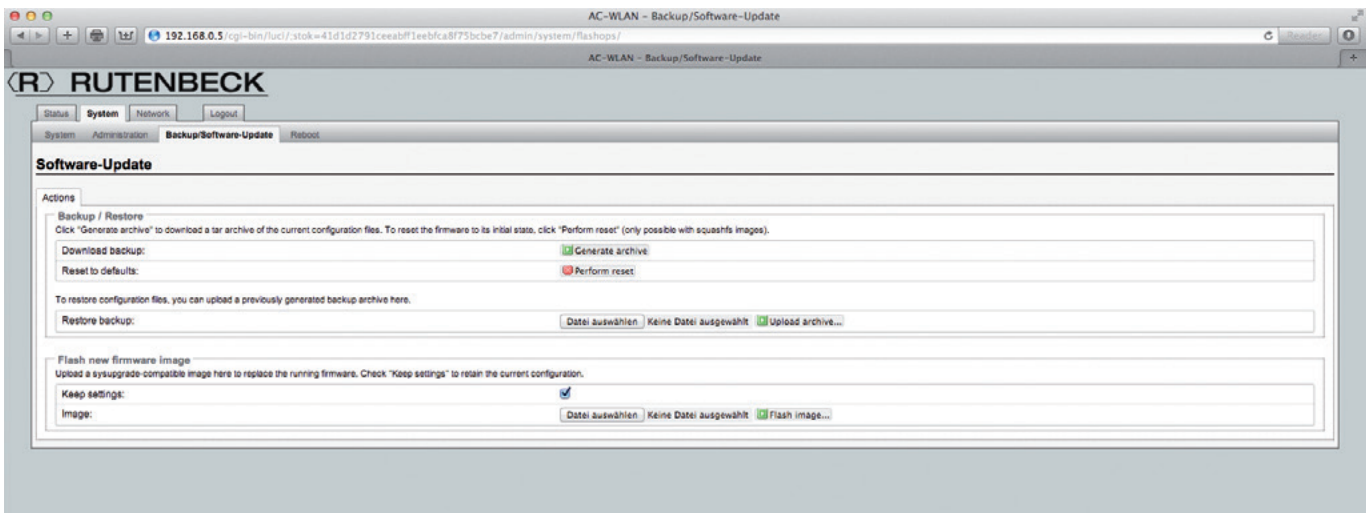 AC-WLAN - Backup/Software-Update
192.168.0.5/cgi-bin/luci/;stok=41d1d2791ceeabff1eebfca8f75bcbe7/admin/system/flashops/
Reader
AC-WLAN - Backup/Software-Update
(R) RUTENBECK
Status System Network Logout
System Administration Backup/Software-Update Reboot
Software-Update
Actions
Backup / Restore
Click "Generate archive" to download a tar archive of the current configuration files. To reset the firmware to its initial state, click "Perform reset" (only possible with squashfs images).
Download backup: Generate archive
Reset to defaults: Perform reset
To restore configuration files, you can upload a previously generated backup archive here.
Restore backup: Datei auswählen Keine Datei ausgewählt Upload archive...
Flash new firmware image
Upload a sysupgrade-compatible image here to replace the running firmware. Check "Keep settings" to retain the current configuration.
Keep settings:
Image: Datei auswählen Keine Datei ausgewählt Flash image...